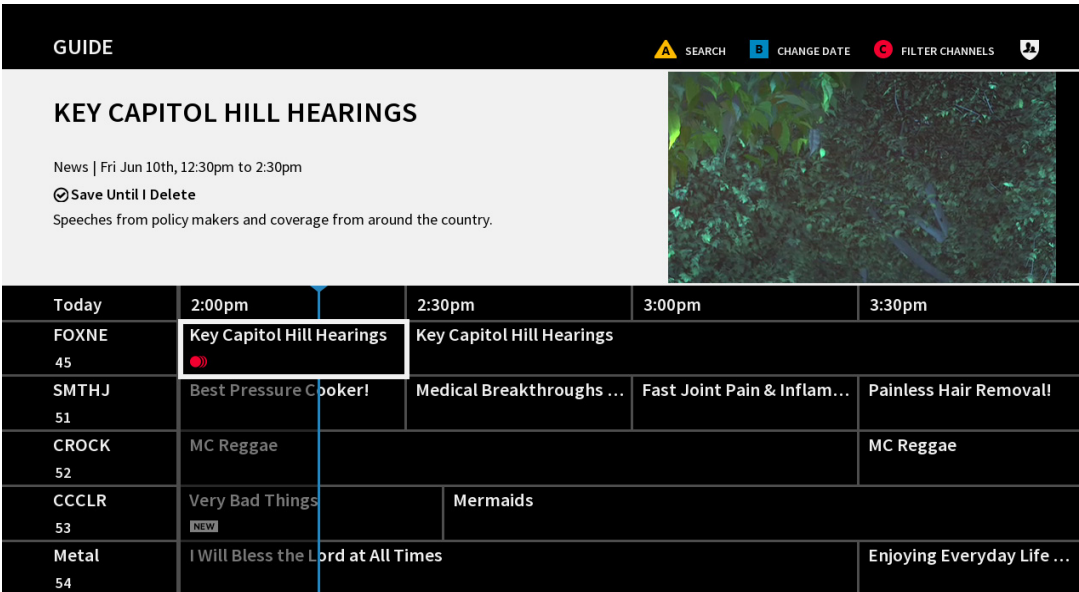 GUIDE
A SEARCH B CHANGE DATE C FILTER CHANNELS
KEY CAPITOL HILL HEARINGS
News | Fri Jun 10th, 12:30pm to 2:30pm
Save Until I Delete
Speeches from policy makers and coverage from around the country.
Today 2:00pm 2:30pm 3:00pm 3:30pm
FOXNE Key Capitol Hill Hearings Key Capitol Hill Hearings
45
SMTHJ Best Pressure Cooker! Medical Breakthroughs ... Fast Joint Pain & Inflam... Painless Hair Removal!
51
CROCK MC Reggae MC Reggae
52
CCCLR Very Bad Things Mermaids
53 NEW
Metal I Will Bless the Lord at All Times Enjoying Everyday Life ...
54